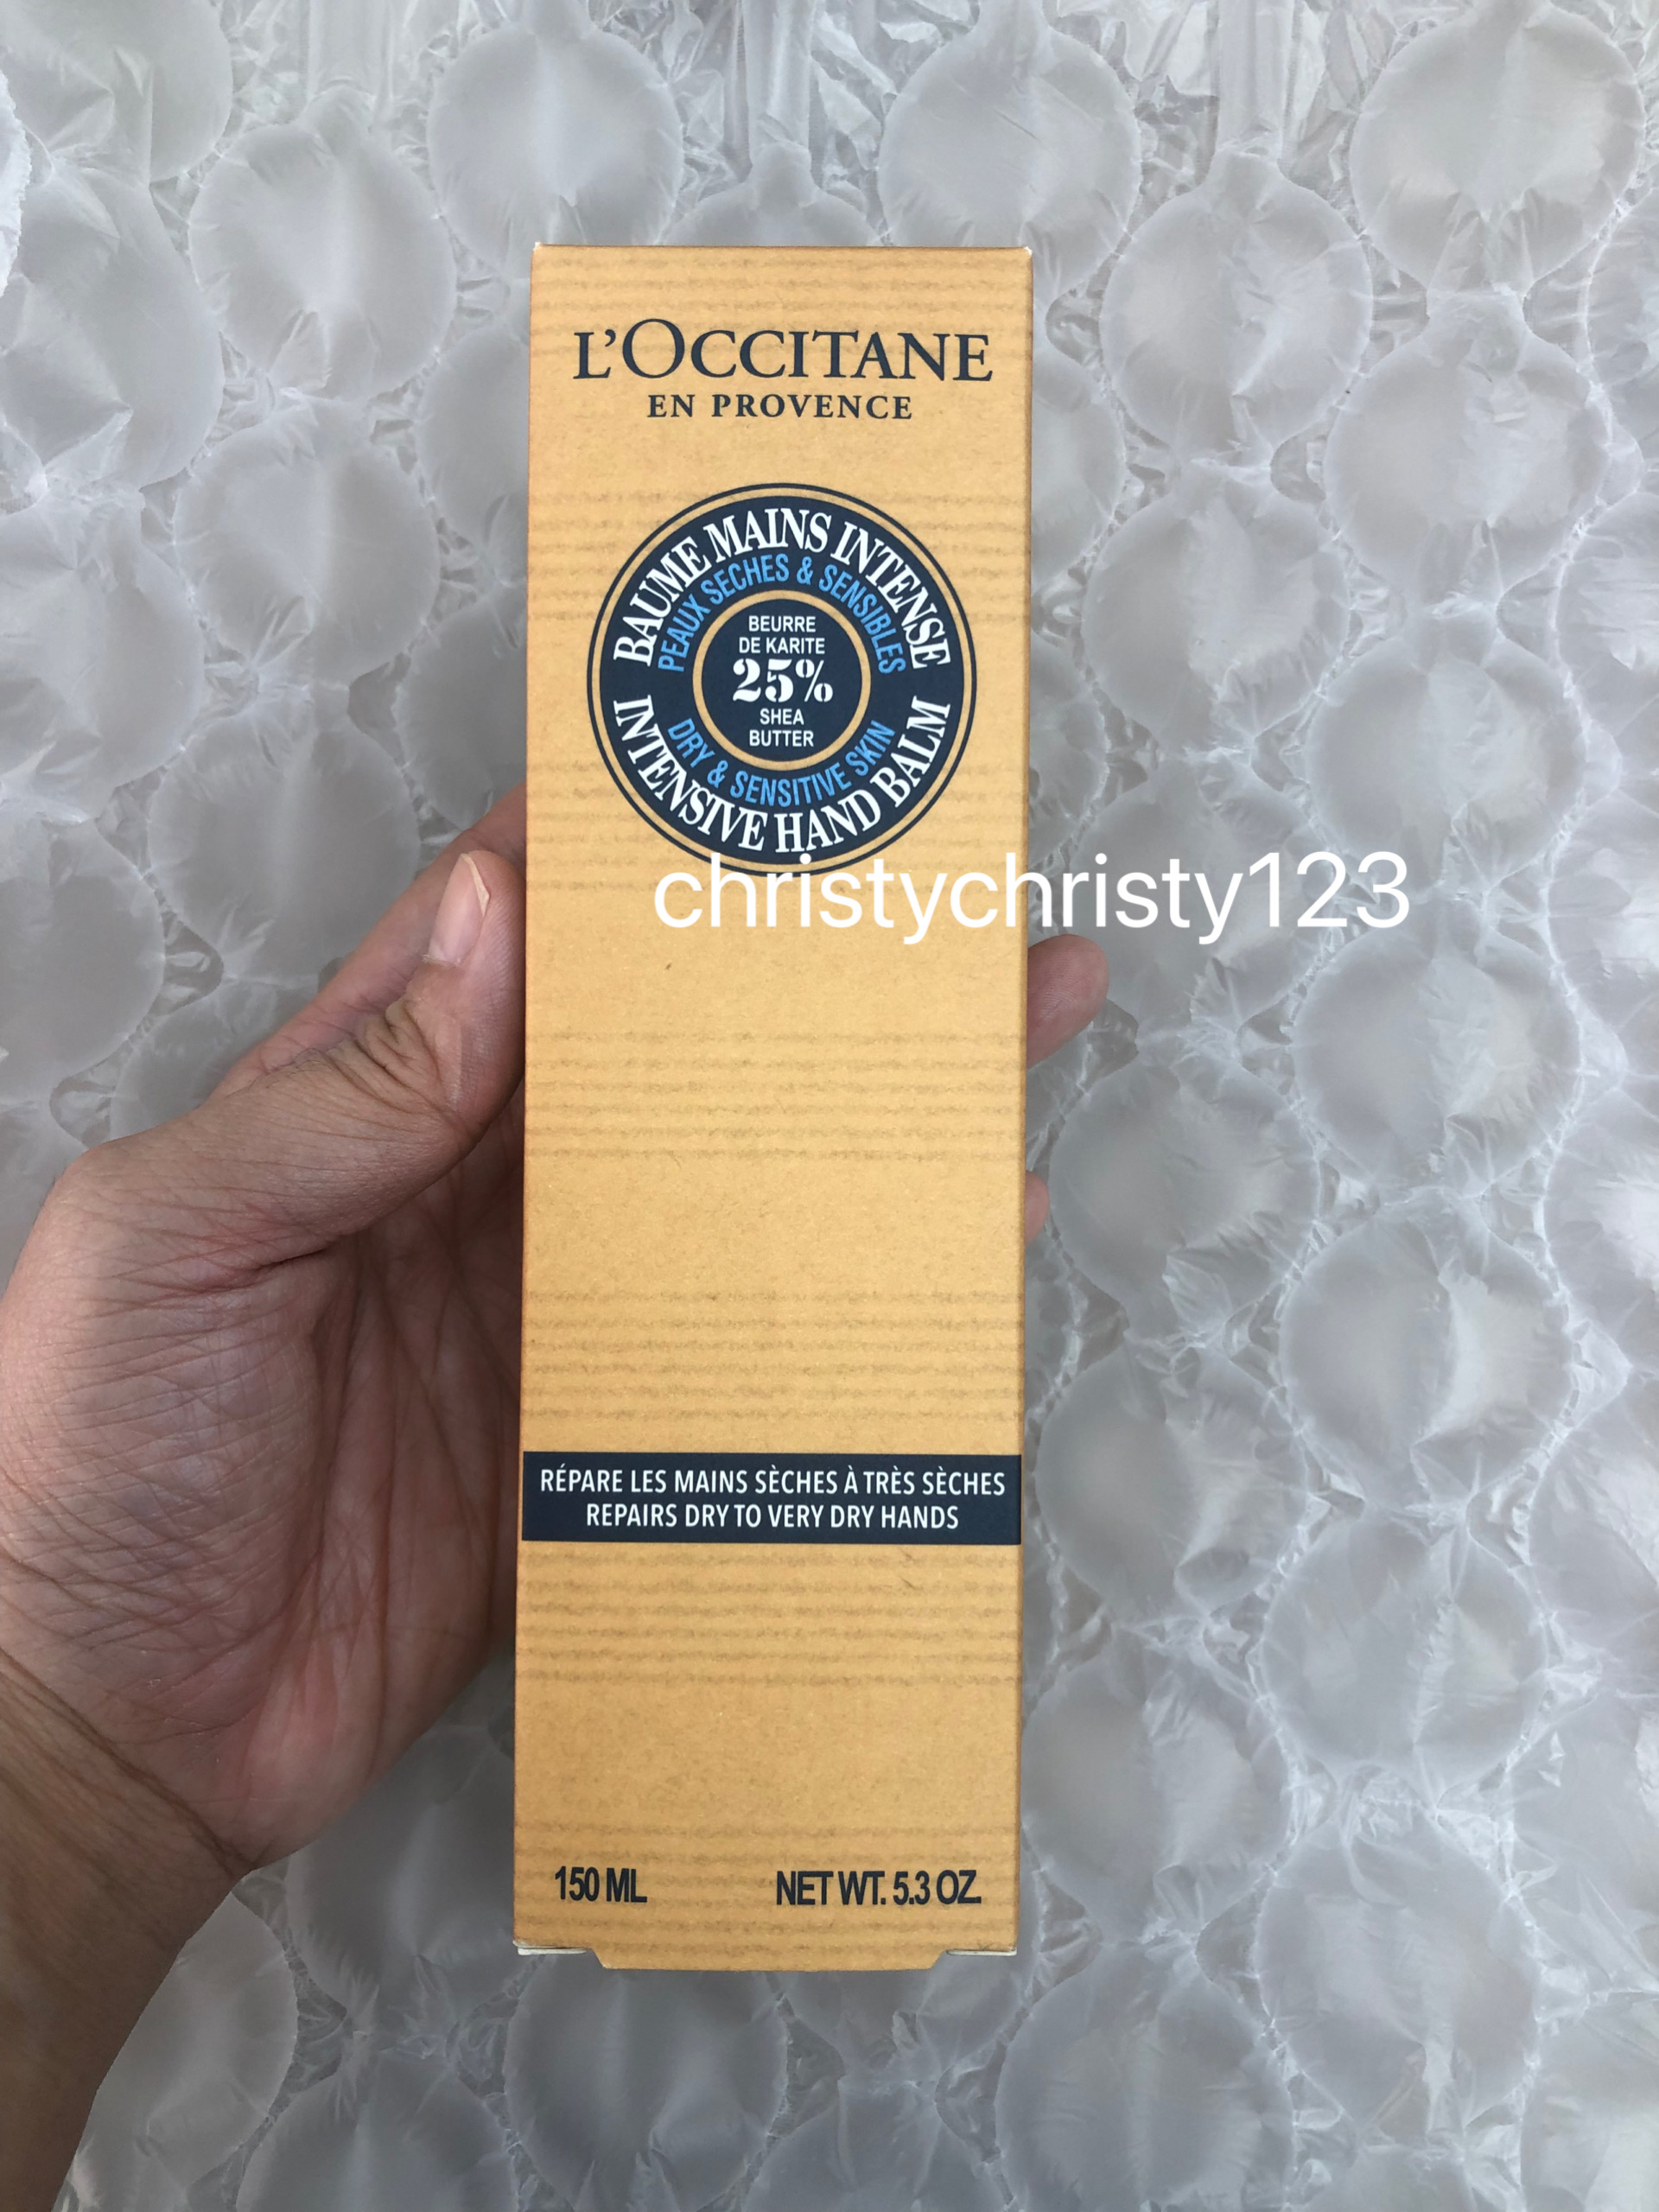 L'OCCITANE
EN PROVENCE
BAUME MAINS INTENSE
PEAUX SECHES & SENSIBLES
BEURRE
DE KARITE
25%
SHEA
BUTTER
DRY & SENSITIVE SKIN
INTENSIVE HAND BALM
christychristy123
RÉPARE LES MAINS SÈCHES À TRÈS SÈCHES
REPAIRS DRY TO VERY DRY HANDS
150 ML NET WT. 5.3 OZ.